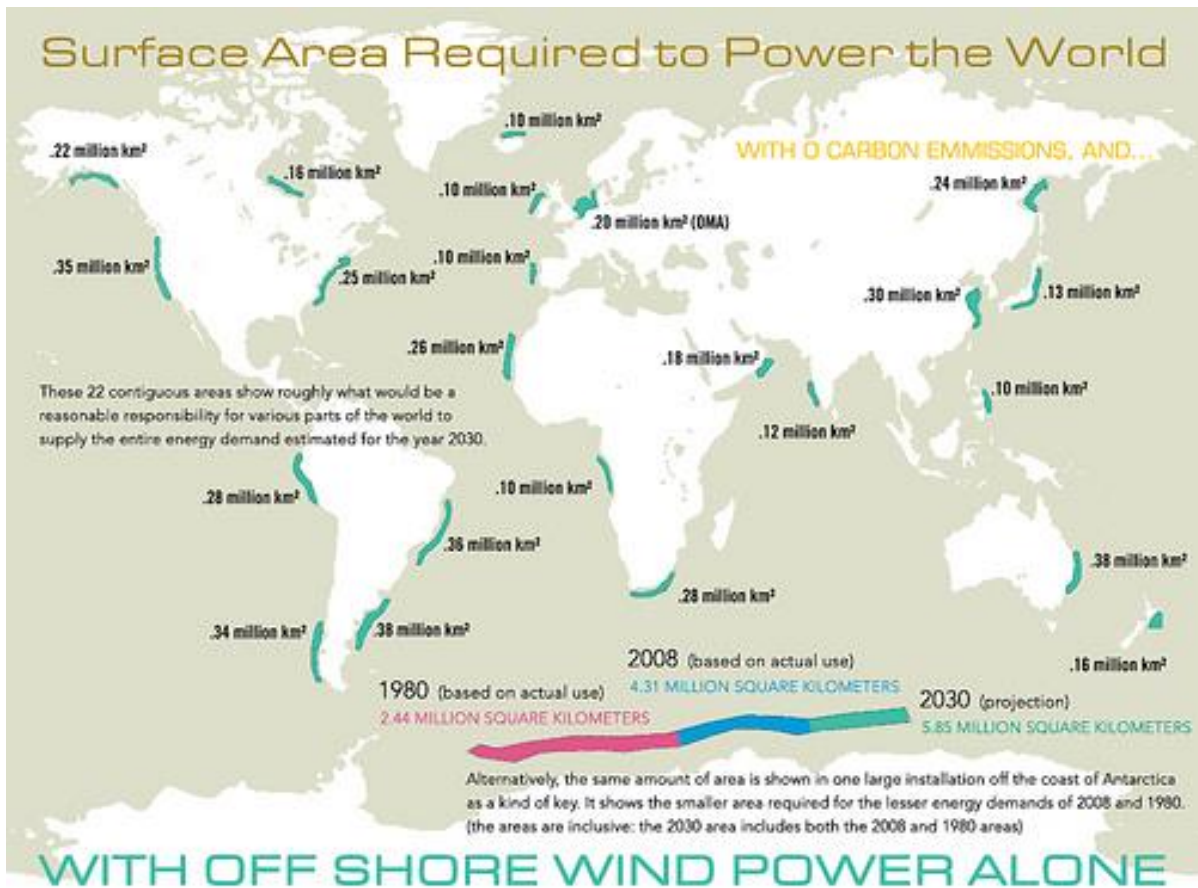 Surface Area Required to Power the World
.10 million km²
WITH 0 CARBON EMMISSIONS, AND...
.22 million km²
.16 million km²
.10 million km²
.24 million km²
.20 million km² (DMA)
.35 million km²
.25 million km²
.10 million km²
.30 million km²
.13 million km²
.26 million km²
.18 million km²
These 22 contiguous areas show roughly what would be a
reasonable responsibility for various parts of the world to
supply the entire energy demand estimated for the year 2030.
.10 million km²
.12 million km²
.28 million km²
.10 million km²
.36 million km²
.38 million km²
.28 million km²
.34 million km²
.38 million km²
.16 million km²
2008 (based on actual use)
4.31 MILLION SQUARE KILOMETERS
1980 (based on actual use)
2.44 MILLION SQUARE KILOMETERS
2030 (projection)
5.85 MILLION SQUARE KILOMETERS
Alternatively, the same amount of area is shown in one large installation off the coast of Antarctica
as a kind of key. It shows the smaller area required for the lesser energy demands of 2008 and 1980.
(the areas are inclusive: the 2030 area includes both the 2008 and 1980 areas)
WITH OFF SHORE WIND POWER ALONE